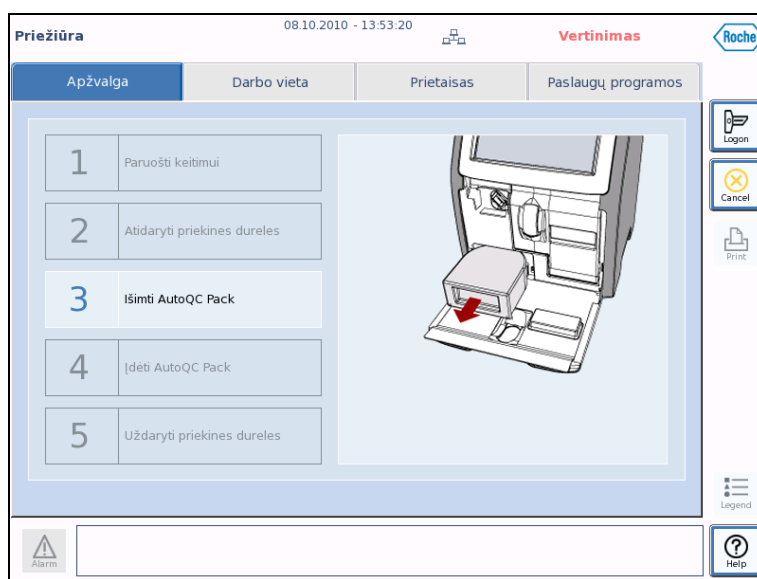 Priežiūra
08.10.2010 - 13:53:20
Vertinimas
Roche
Apžvalga
Darbo vieta
Prietaisas
Paslaugų programos
1 Paruošti keitimui
2 Atidaryti priekines dureles
3 Išimti AutoQC Pack
4 Įdėti AutoQC Pack
5 Uždaryti priekines dureles
Logon
Cancel
Print
Legend
Alarm
Help